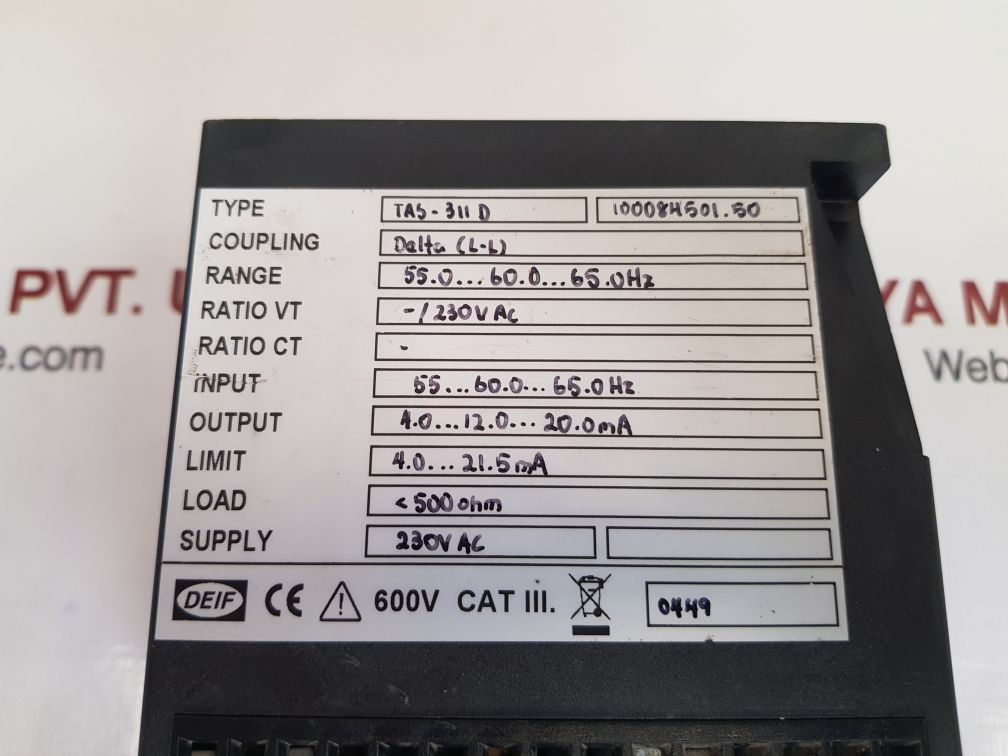 TYPE TAS-311 D 100084501.50
COUPLING Delta (L-L)
RANGE 55.0...60.0...65.0Hz
RATIO VT -/230VAC
RATIO CT -
INPUT 55...60.0...65.0Hz
OUTPUT 4.0...12.0...20.0mA
LIMIT 4.0...21.5mA
LOAD <500ohm
SUPPLY 230VAC
DEIF CE 600V CAT III. 0449
PVT.
YA M
e.com
Web